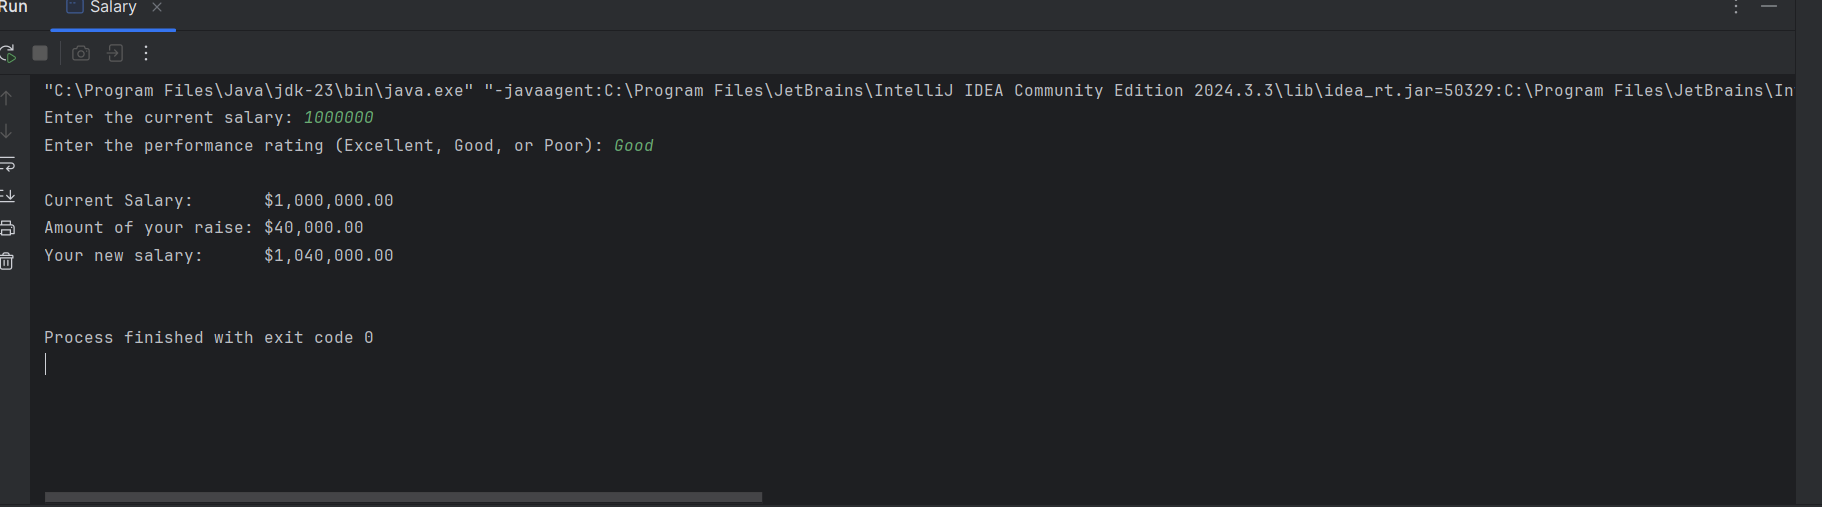 Run Salary
"C:\Program Files\Java\jdk-23\bin\java.exe" "-javaagent:C:\Program Files\JetBrains\IntelliJ IDEA Community Edition 2024.3.3\lib\idea_rt.jar=50329:C:\Program Files\JetBrains\In
Enter the current salary: 1000000
Enter the performance rating (Excellent, Good, or Poor): Good
Current Salary:       $1,000,000.00
Amount of your raise: $40,000.00
Your new salary:      $1,040,000.00
Process finished with exit code 0